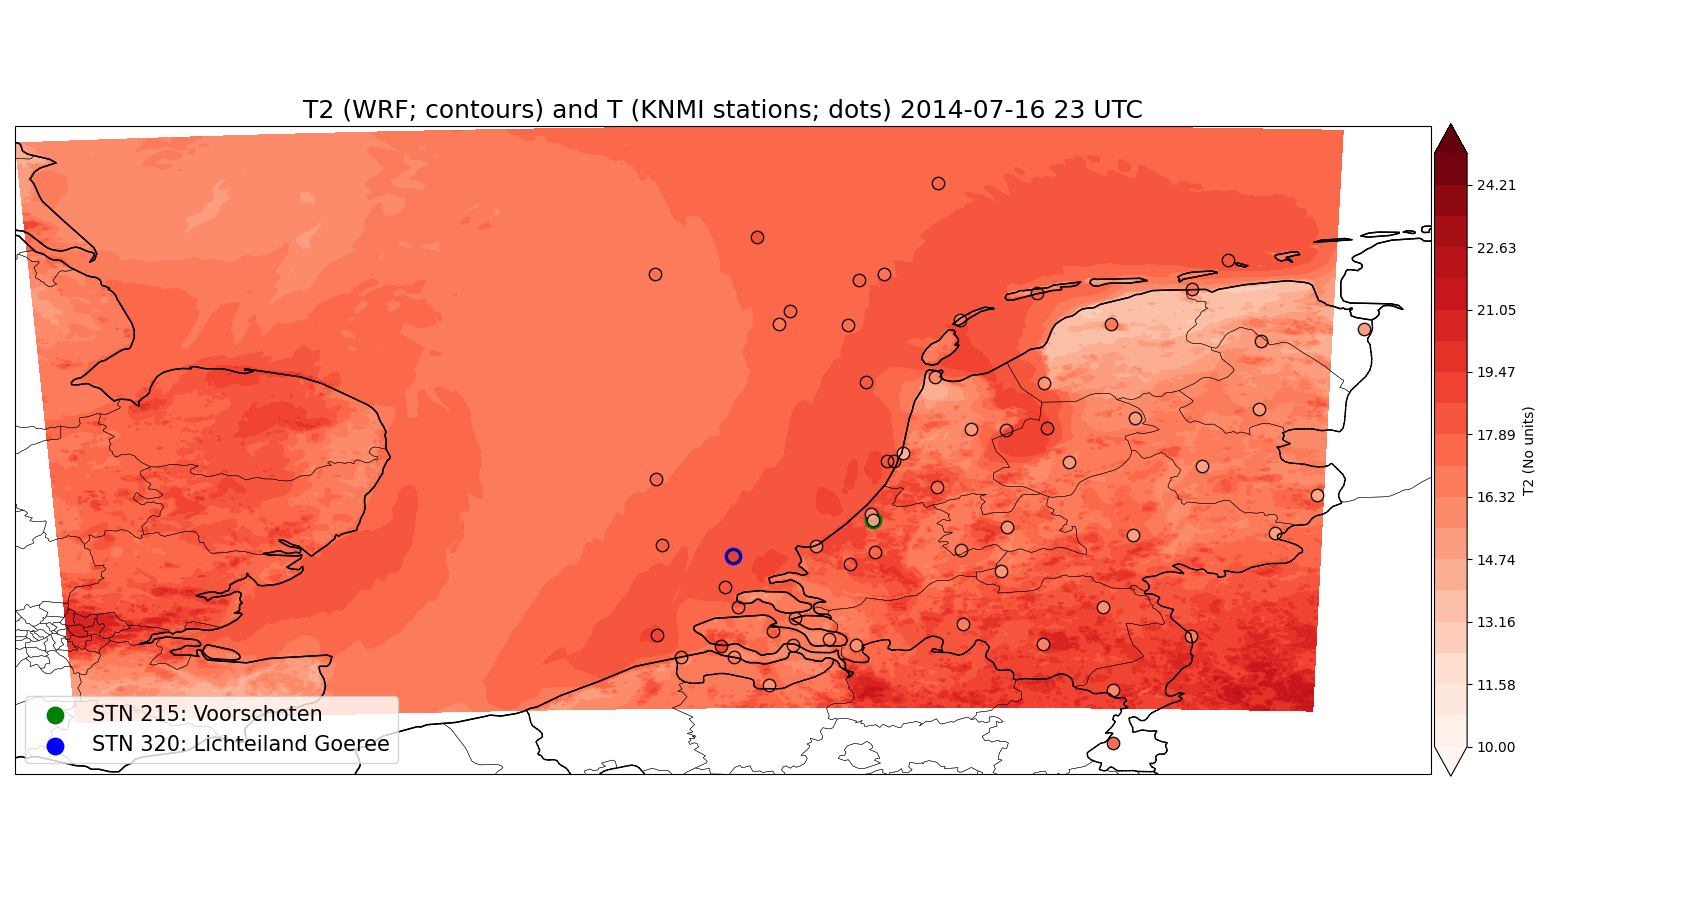 T2 (WRF; contours) and T (KNMI stations; dots) 2014-07-16 23 UTC
24.21
22.63
21.05
19.47
17.89
16.32
14.74
13.16
11.58
10.00
T2 (No units)
STN 215: Voorschoten
STN 320: Lichteiland Goeree